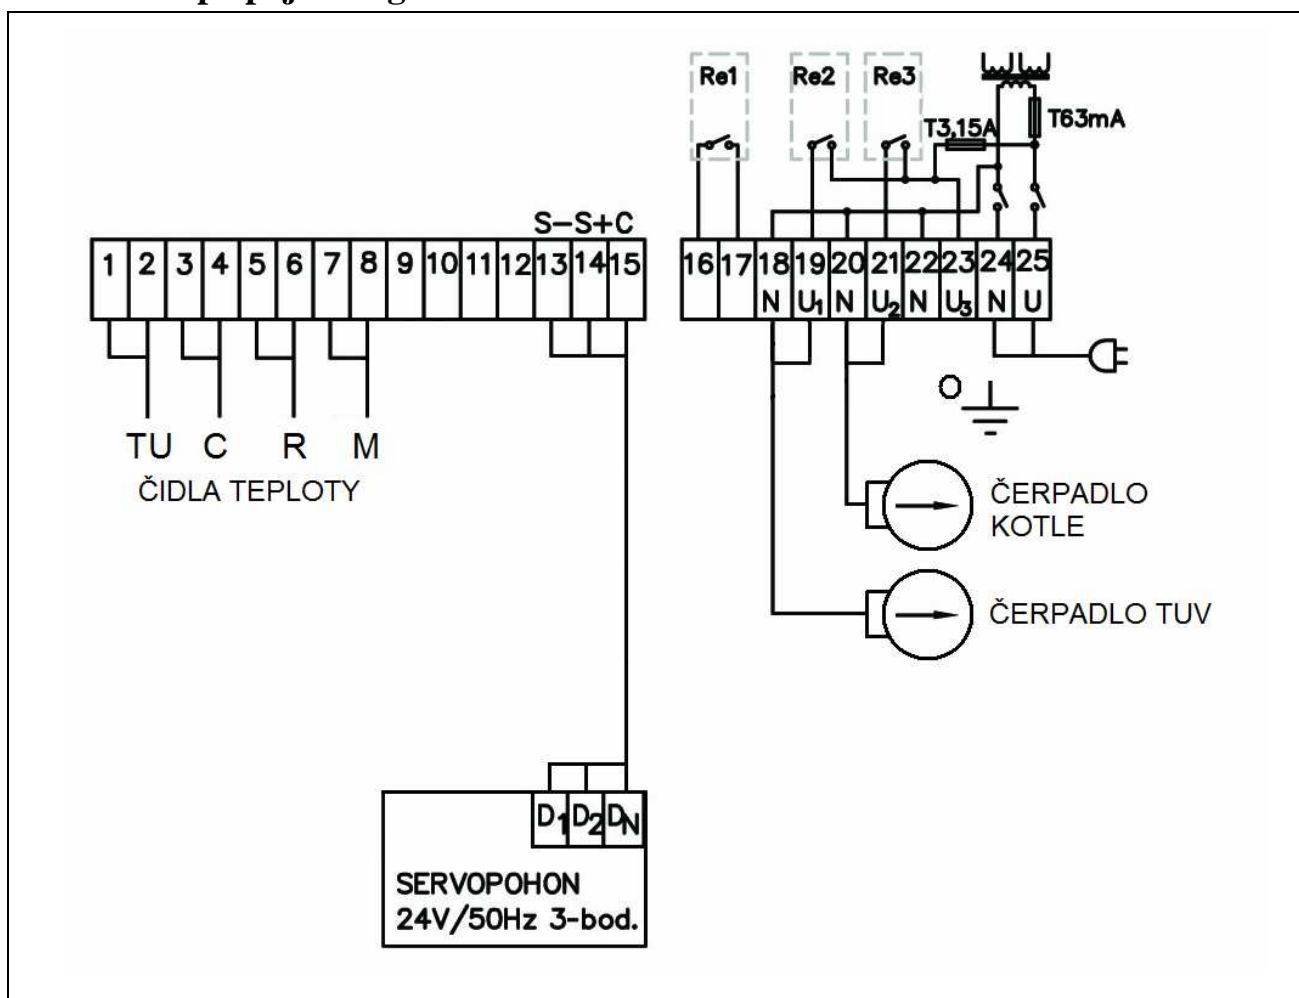 Re1 Re2 Re3
T3,15A T63mA
S-S+C
1 2 3 4 5 6 7 8 9 10 11 12 13 14 15
16 17 18 19 20 21 22 23 24 25
N U1 N U2 N U3 N U
TU C R M
ČIDLA TEPLOTY
ČERPADLO
KOTLE
ČERPADLO TUV
D1 D2 DN
SERVOPOHON
24V/50Hz 3-bod.